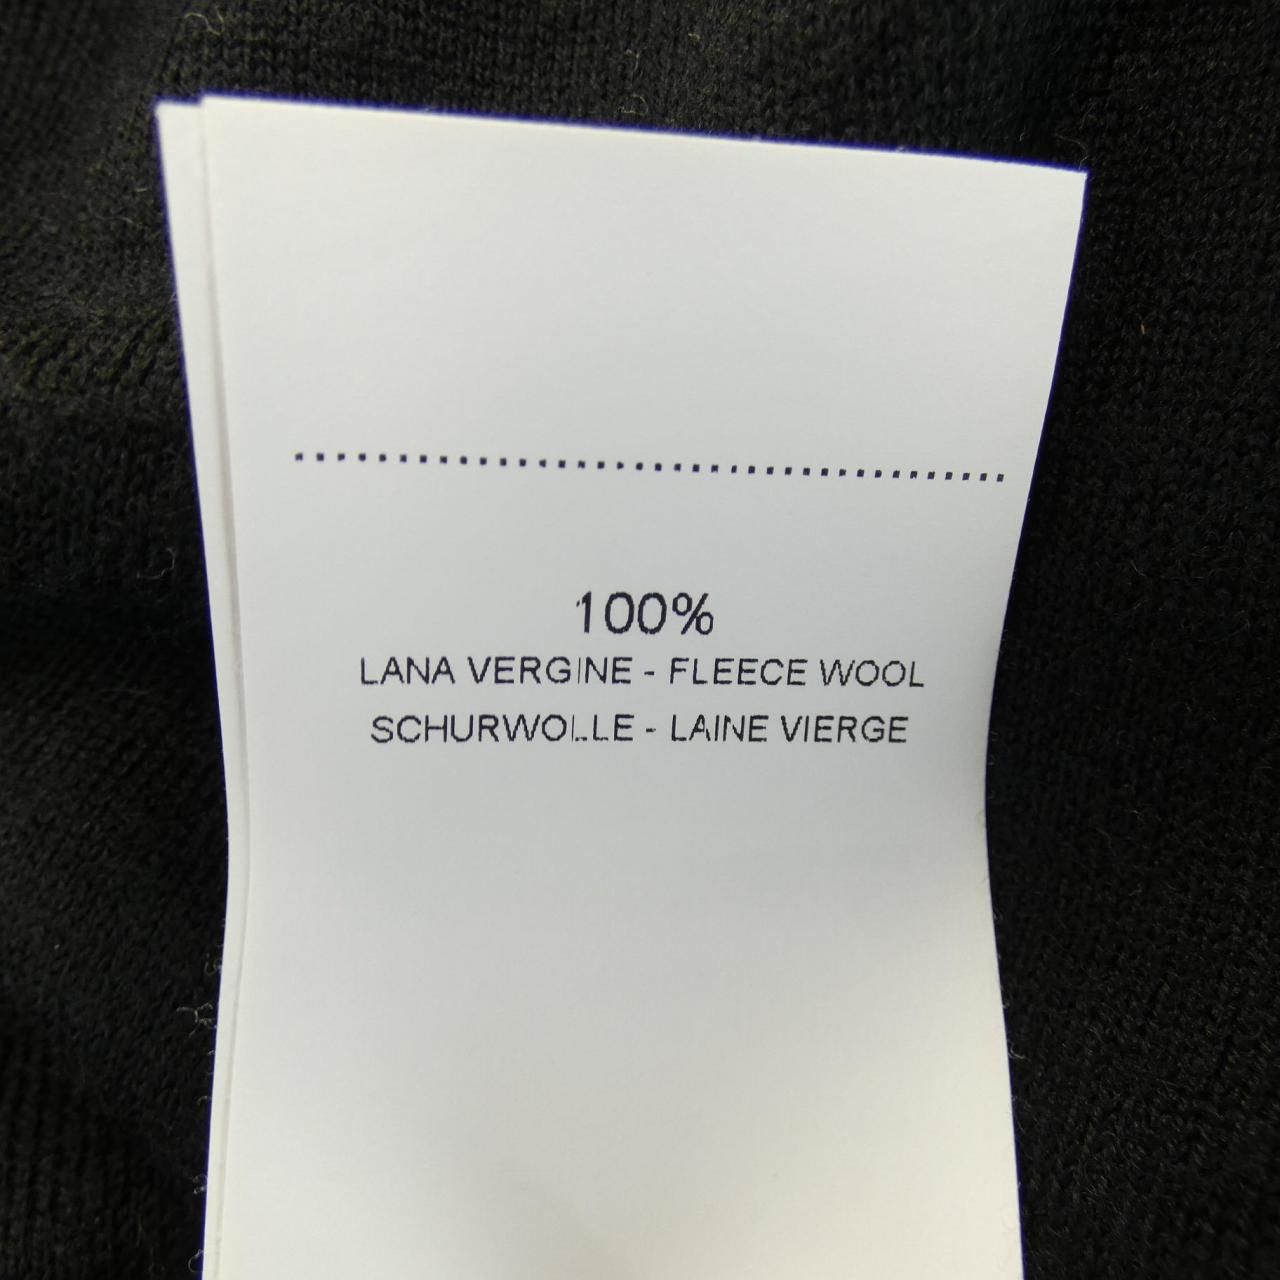 100%
LANA VERGINE - FLEECE WOOL
SCHURWOLLE - LAINE VIERGE